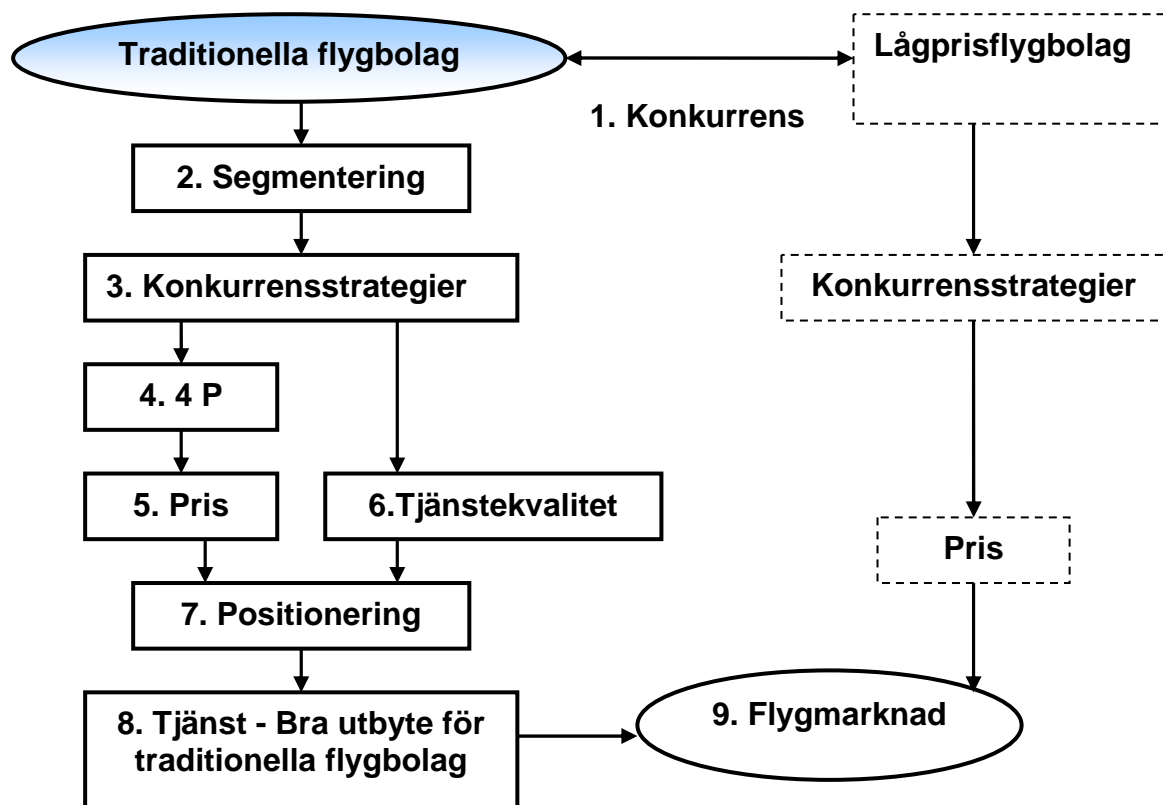 Traditionella flygbolag
Lågprisflygbolag
1. Konkurrens
2. Segmentering
3. Konkurrensstrategier
Konkurrensstrategier
4. 4 P
5. Pris
6.Tjänstekvalitet
Pris
7. Positionering
8. Tjänst - Bra utbyte för
traditionella flygbolag
9. Flygmarknad